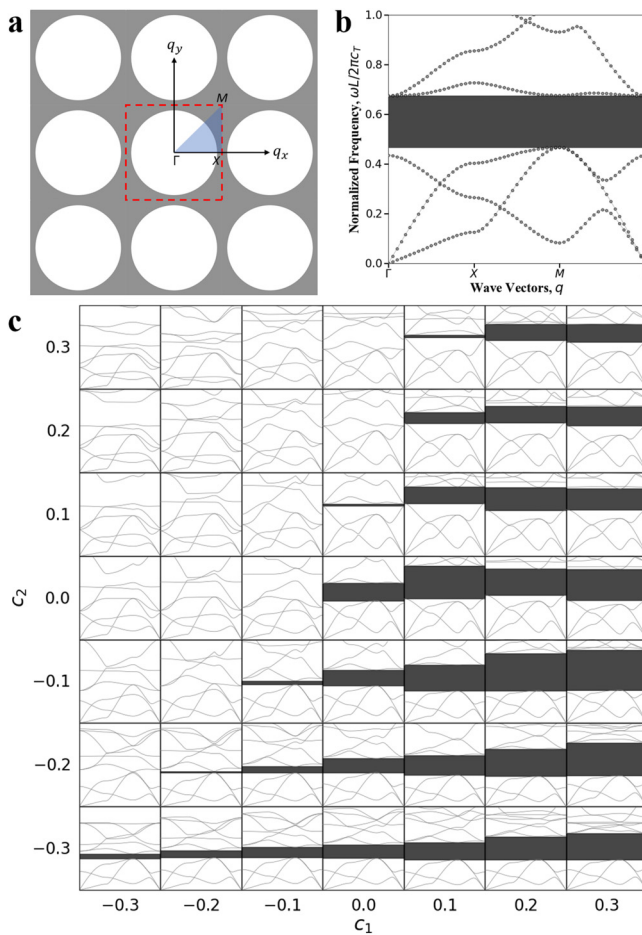 a
q_y
M
q_x
Γ
X
b
Normalized Frequency, ωL/2πc_T
1.0
0.8
0.6
0.4
0.2
0.0
Γ
X
M
Wave Vectors, q
c
c_2
0.3
0.2
0.1
0.0
−0.1
−0.2
−0.3
−0.3 −0.2 −0.1 0.0 0.1 0.2 0.3
c_1